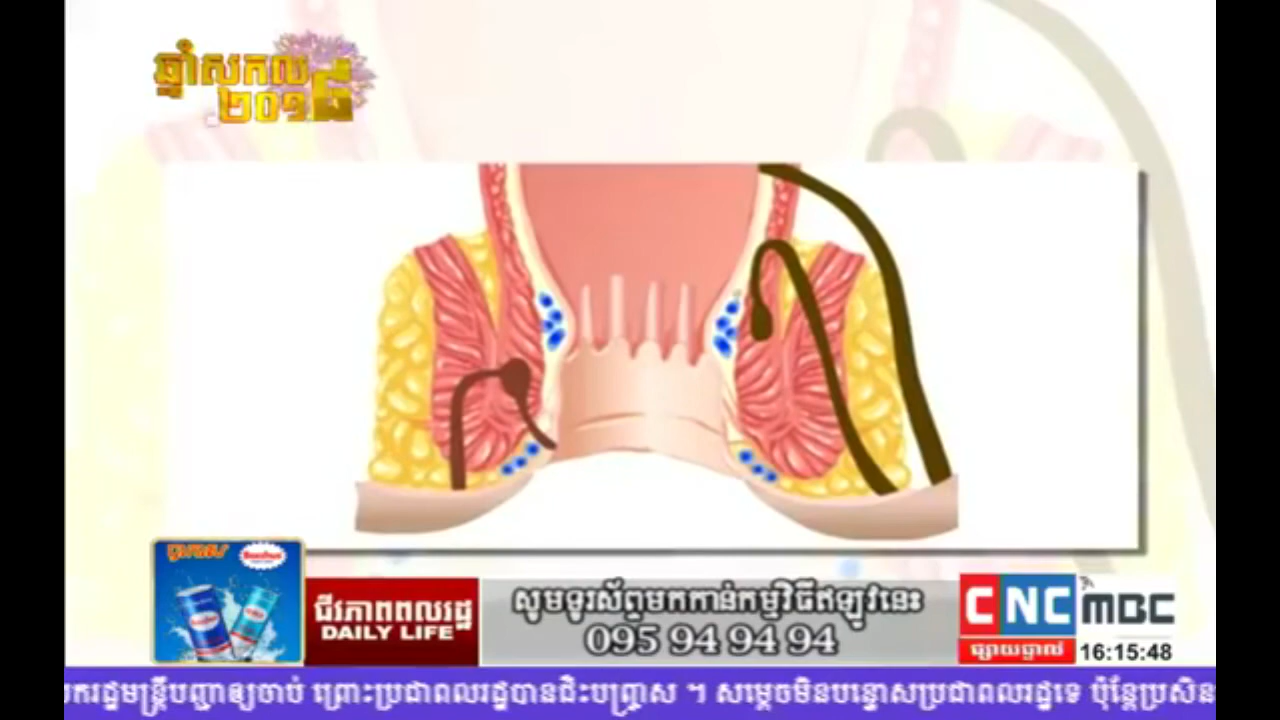 ឆ្នាំសកល
២០១៨
ជីវភាពពលរដ្ឋ
DAILY LIFE
សូមទូរស័ព្ទមកកាន់កម្មវិធីឥឡូវនេះ
095 94 94 94
CNC
MBC
ផ្សាយផ្ទាល់
16:15:48
រដ្ឋមន្ត្រីបញ្ជាឲ្យចាប់ ព្រោះប្រជាពលរដ្ឋបានជិះបញ្ច្រាស ។ សម្តេចមិនបន្ទោសប្រជាពលរដ្ឋទេ ប៉ុន្តែប្រសិន